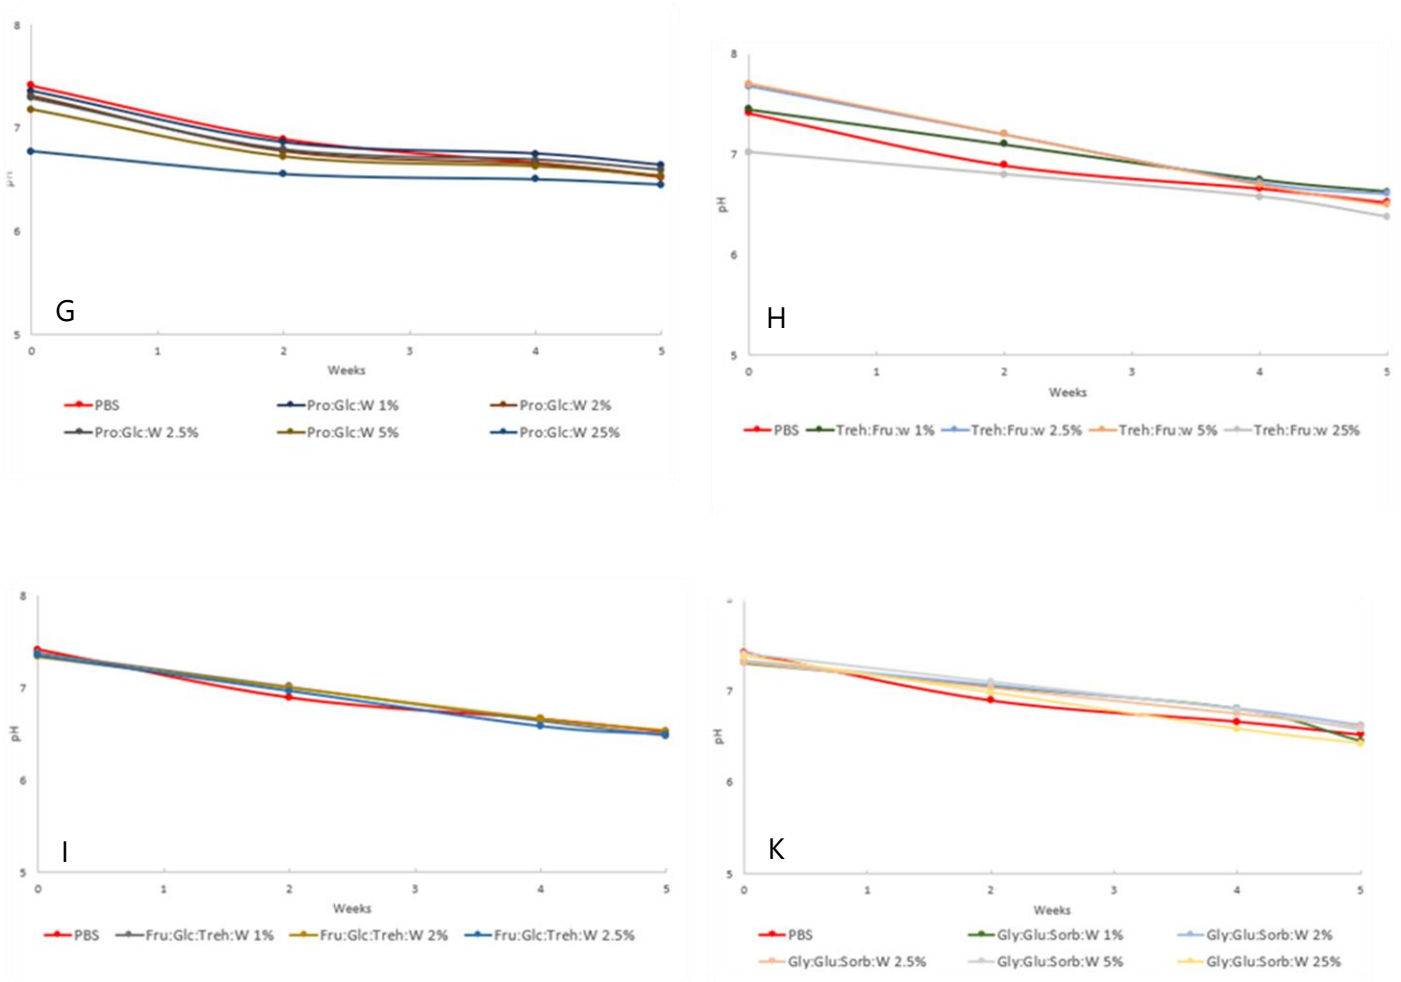 8
7
6
5
0 1 2 3 4 5
Weeks
G
PBS Pro:Glc:W 1% Pro:Glc:W 2%
Pro:Glc:W 2.5% Pro:Glc:W 5% Pro:Glc:W 25%
8
7
pH
6
5
0 1 2 3 4 5
Weeks
H
PBS Treh:Fru:w 1% Treh:Fru:w 2.5% Treh:Fru:w 5% Treh:Fru:w 25%
8
7
pH
6
5
0 1 2 3 4 5
Weeks
I
PBS Fru:Glc:Treh:W 1% Fru:Glc:Treh:W 2% Fru:Glc:Treh:W 2.5%
7
pH
6
5
0 1 2 3 4 5
Weeks
K
PBS Gly:Glu:Sorb:W 1% Gly:Glu:Sorb:W 2%
Gly:Glu:Sorb:W 2.5% Gly:Glu:Sorb:W 5% Gly:Glu:Sorb:W 25%